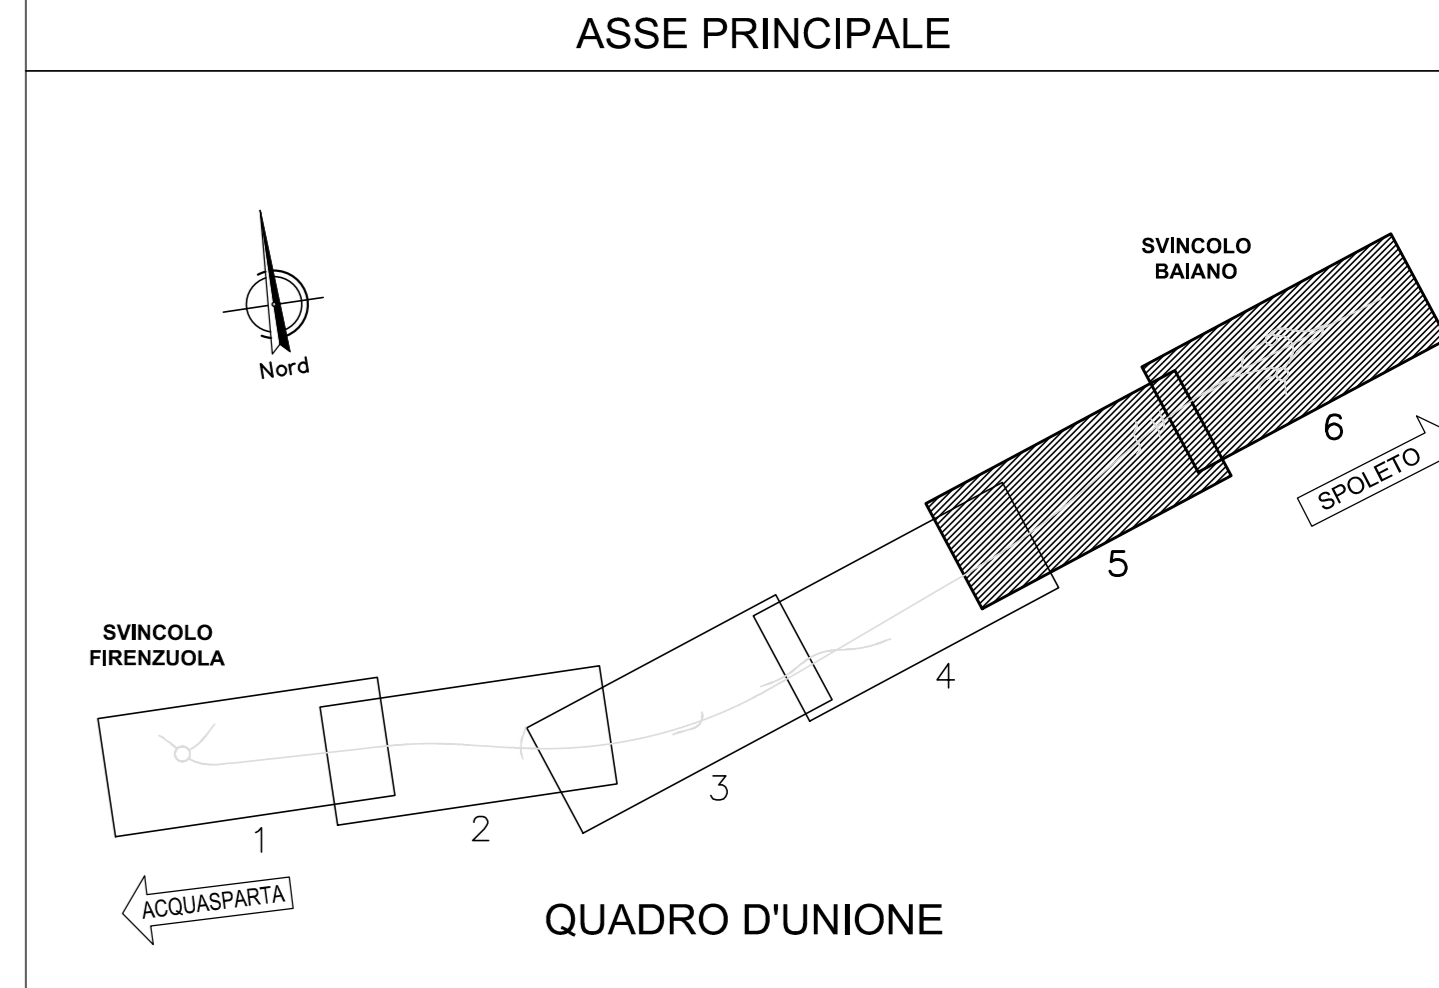 ASSE PRINCIPALE
SVINCOLO
BAIANO
Nord
6
SPOLETO
5
SVINCOLO
FIRENZUOLA
4
3
2
1
ACQUASPARTA
QUADRO D'UNIONE